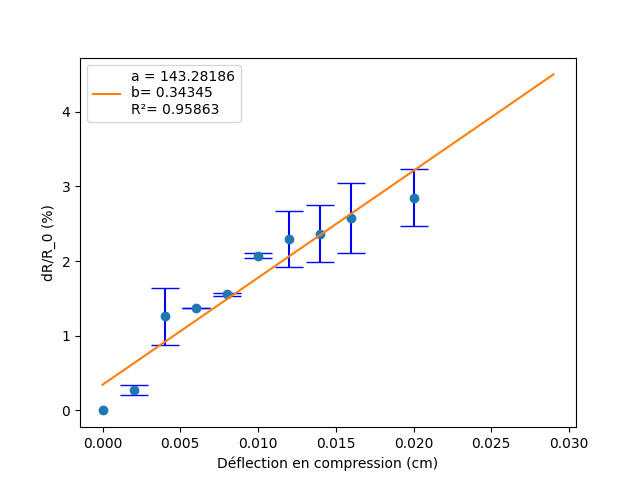 a = 143.28186
b= 0.34345
R²= 0.95863
dR/R_0 (%)
4
3
2
1
0
0.000 0.005 0.010 0.015 0.020 0.025 0.030
Déflection en compression (cm)